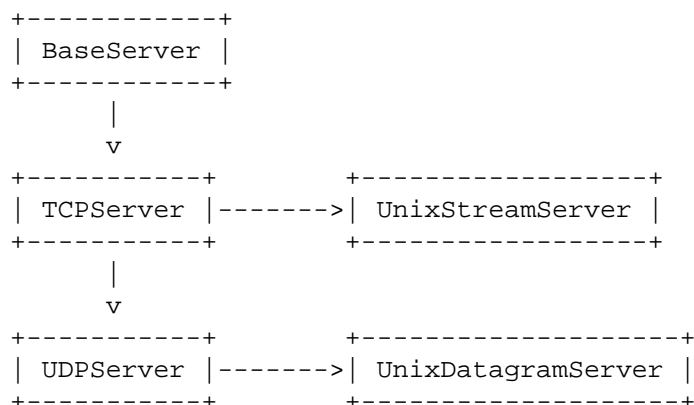 +------------+
| BaseServer |
+------------+
      |
      v
+-----------+        +------------------+
| TCPServer |------->| UnixStreamServer |
+-----------+        +------------------+
      |
      v
+-----------+        +--------------------+
| UDPServer |------->| UnixDatagramServer |
+-----------+        +--------------------+